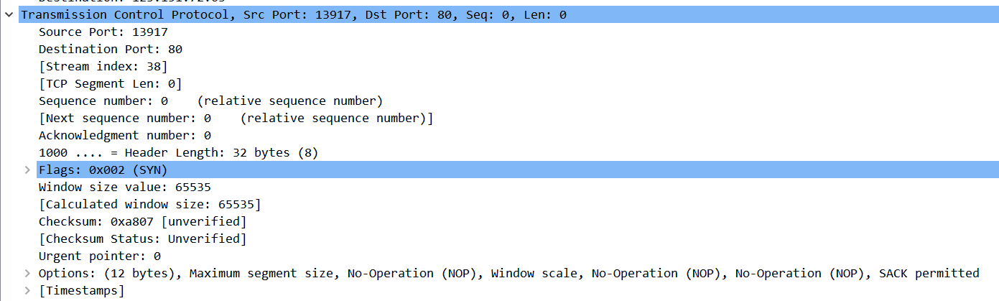 Transmission Control Protocol, Src Port: 13917, Dst Port: 80, Seq: 0, Len: 0
Source Port: 13917
Destination Port: 80
[Stream index: 38]
[TCP Segment Len: 0]
Sequence number: 0    (relative sequence number)
[Next sequence number: 0    (relative sequence number)]
Acknowledgment number: 0
1000 .... = Header Length: 32 bytes (8)
Flags: 0x002 (SYN)
Window size value: 65535
[Calculated window size: 65535]
Checksum: 0xa807 [unverified]
[Checksum Status: Unverified]
Urgent pointer: 0
Options: (12 bytes), Maximum segment size, No-Operation (NOP), Window scale, No-Operation (NOP), No-Operation (NOP), SACK permitted
[Timestamps]